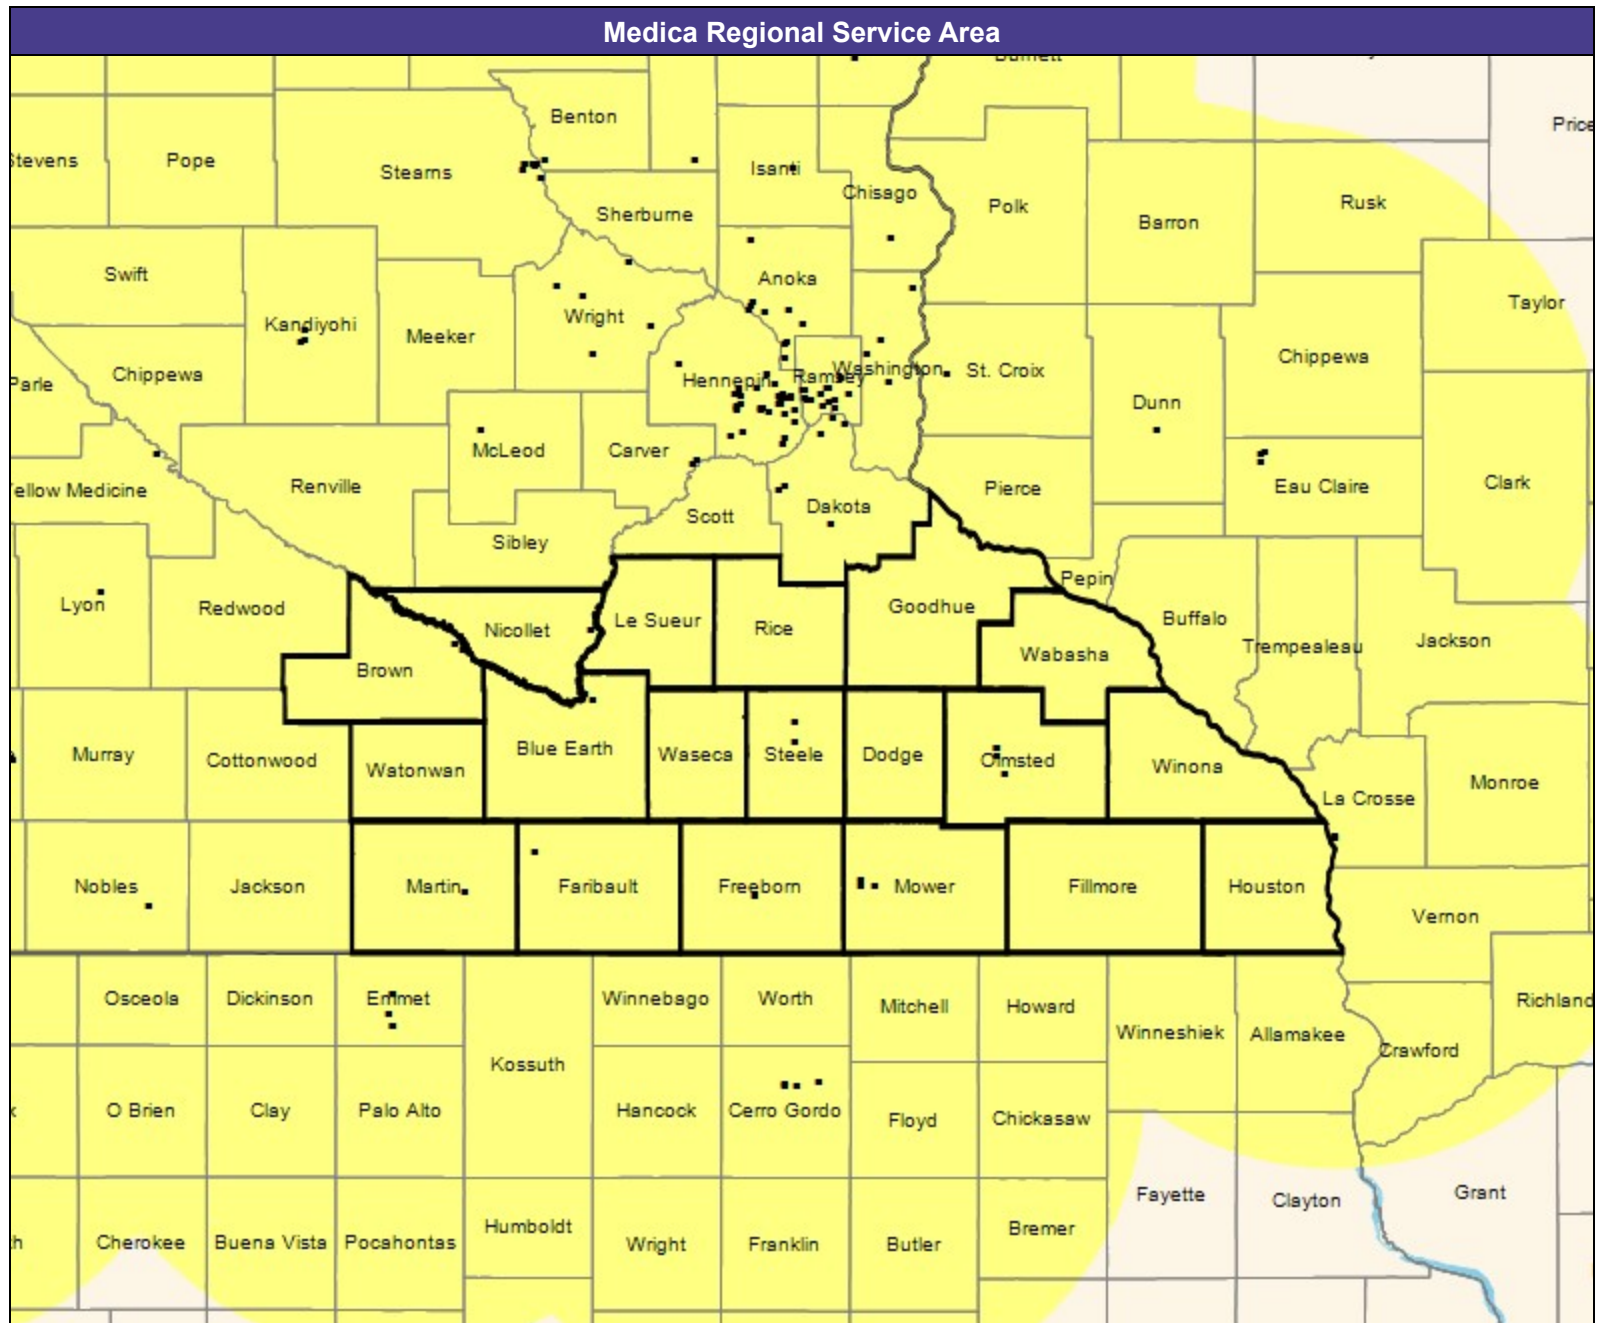 Medica Regional Service Area
Benton
Price
Stevens
Pope
Stearns
Isanti
Chisago
Polk
Barron
Rusk
Sherburne
Swift
Anoka
Taylor
Kandiyohi
Meeker
Wright
Chippewa
Chippewa
Parle
Hennepin
Ramsey
Washington
St. Croix
Dunn
McLeod
Carver
Renville
ellow Medicine
Pierce
Eau Claire
Clark
Scott
Dakota
Sibley
Pepin
Lyon
Redwood
Nicollet
Le Sueur
Rice
Goodhue
Buffalo
Trempealeau
Jackson
Brown
Wabasha
Murray
Cottonwood
Watonwan
Blue Earth
Waseca
Steele
Dodge
Olmsted
Winona
La Crosse
Monroe
Nobles
Jackson
Martin
Faribault
Freeborn
Mower
Fillmore
Houston
Vernon
Osceola
Dickinson
Emmet
Winnebago
Worth
Mitchell
Howard
Winneshiek
Allamakee
Crawford
Richland
Kossuth
O Brien
Clay
Palo Alto
Hancock
Cerro Gordo
Floyd
Chickasaw
Fayette
Clayton
Grant
Cherokee
Buena Vista
Pocahontas
Humboldt
Wright
Franklin
Butler
Bremer